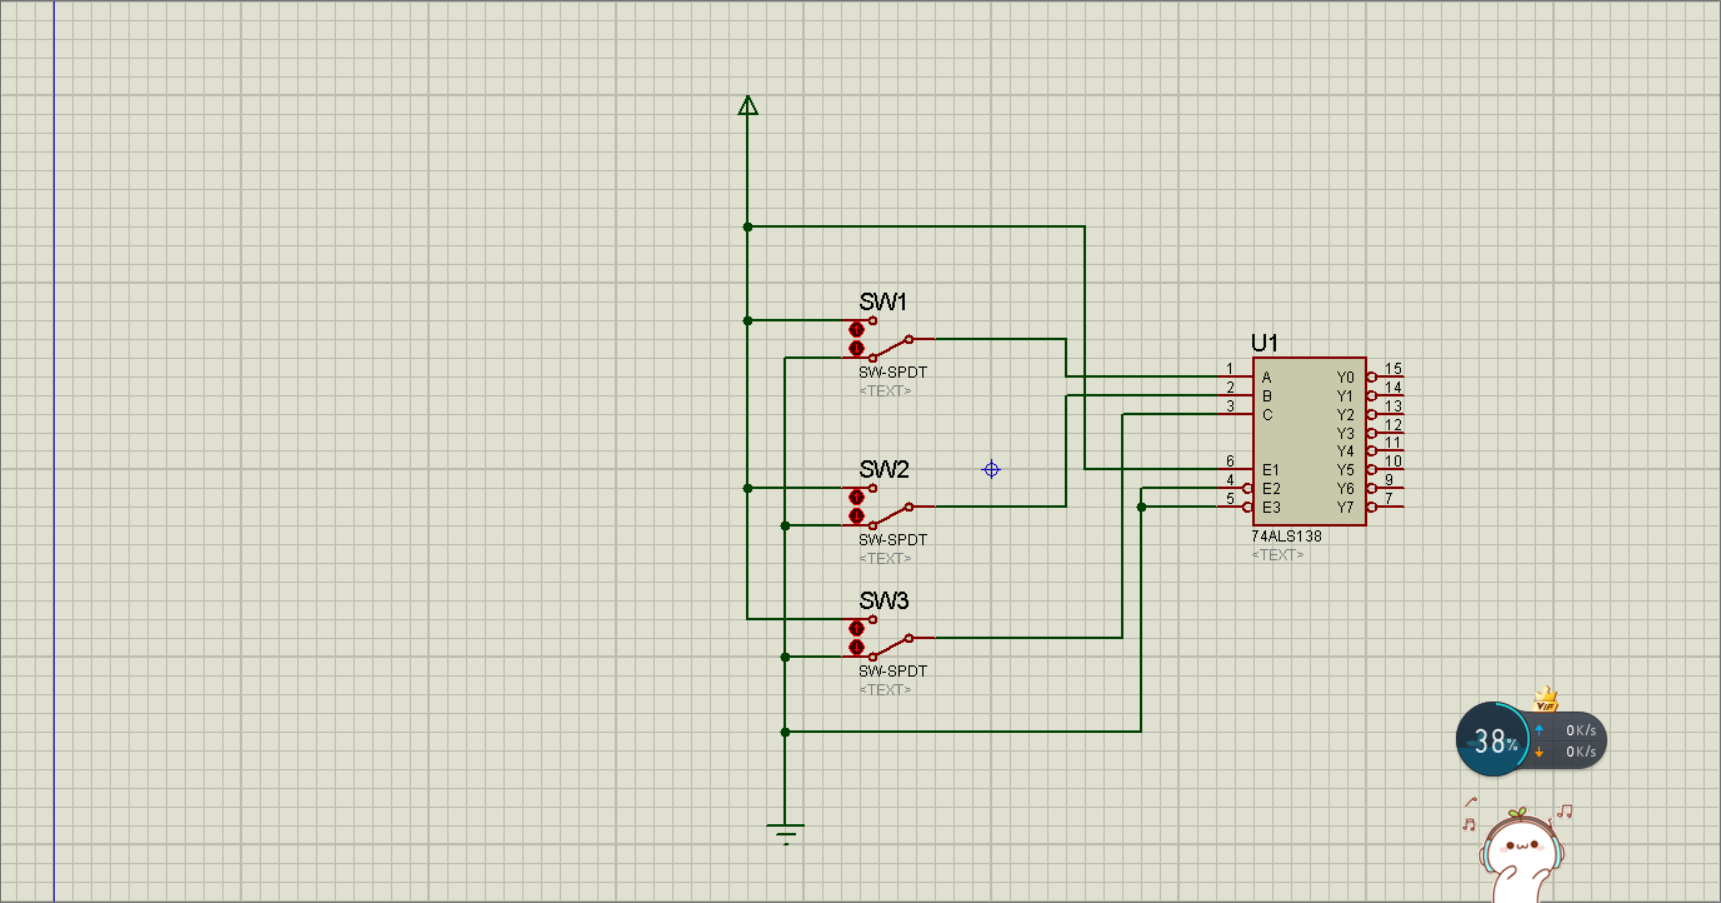 SW1
SW-SPDT
<TEXT>
SW2
SW-SPDT
<TEXT>
SW3
SW-SPDT
<TEXT>
U1
1 A Y0 15
2 B Y1 14
3 C Y2 13
Y3 12
Y4 11
6 E1 Y5 10
4 E2 Y6 9
5 E3 Y7 7
74ALS138
<TEXT>
VIP
38%
0K/s
0K/s